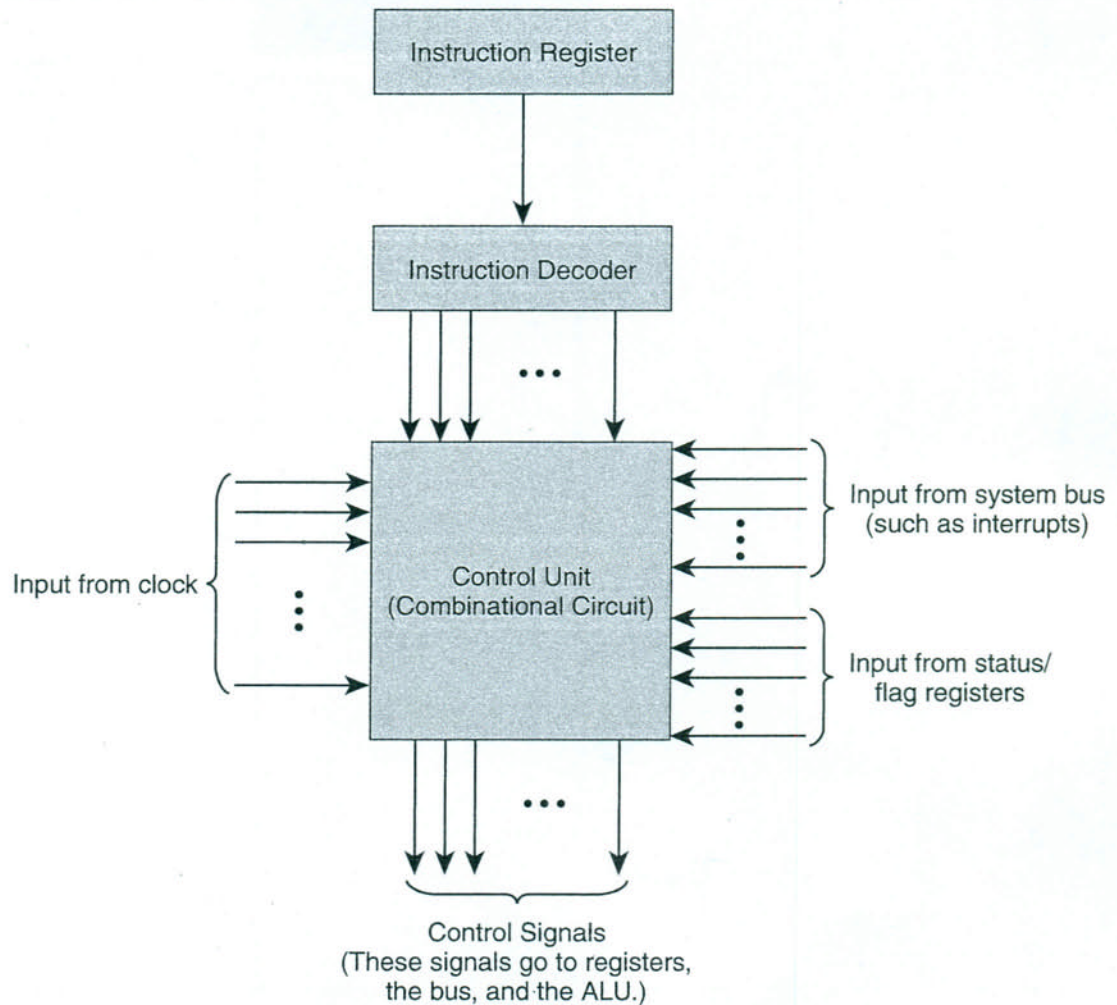 Instruction Register
Instruction Decoder
Input from clock
Control Unit
(Combinational Circuit)
Input from system bus
(such as interrupts)
Input from status/
flag registers
Control Signals
(These signals go to registers,
the bus, and the ALU.)